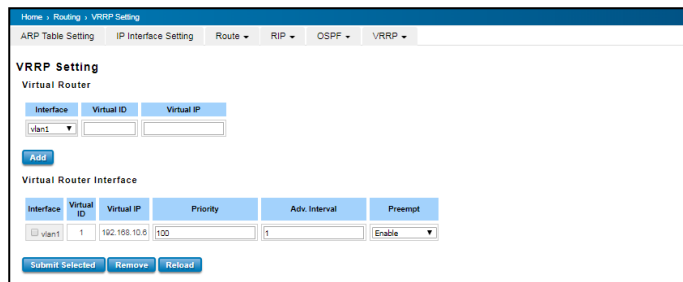 Home › Routing › VRRP Setting
ARP Table Setting IP Interface Setting Route RIP OSPF VRRP
VRRP Setting
Virtual Router
Interface Virtual ID Virtual IP
vlan1
Add
Virtual Router Interface
Interface Virtual ID Virtual IP Priority Adv. Interval Preempt
vlan1 1 192.168.10.6 100 1 Enable
Submit Selected Remove Reload